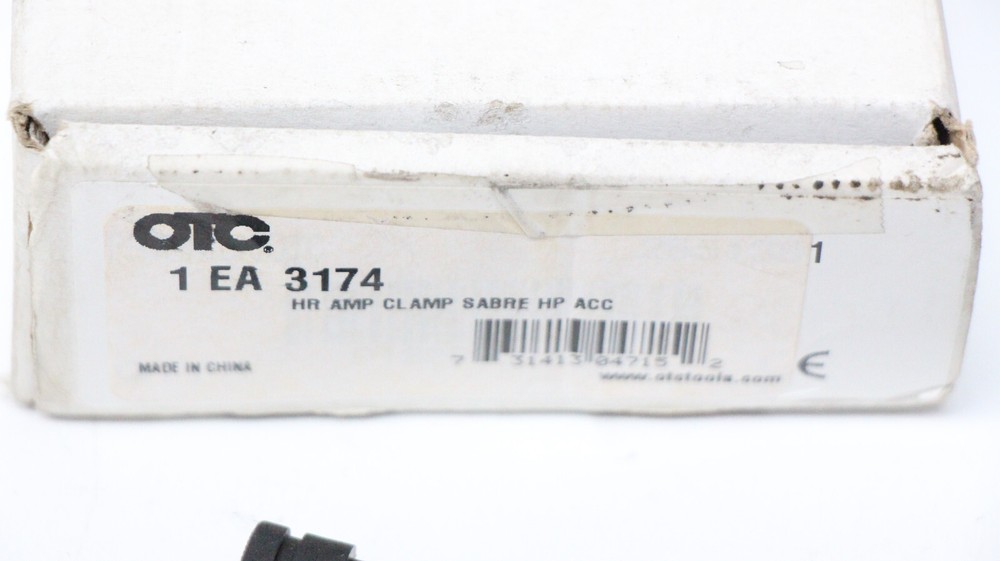 OTC®
1
1 EA 3174
HR AMP CLAMP SABRE HP ACC
7 31413 04715 2
MADE IN CHINA
www.otctools.com